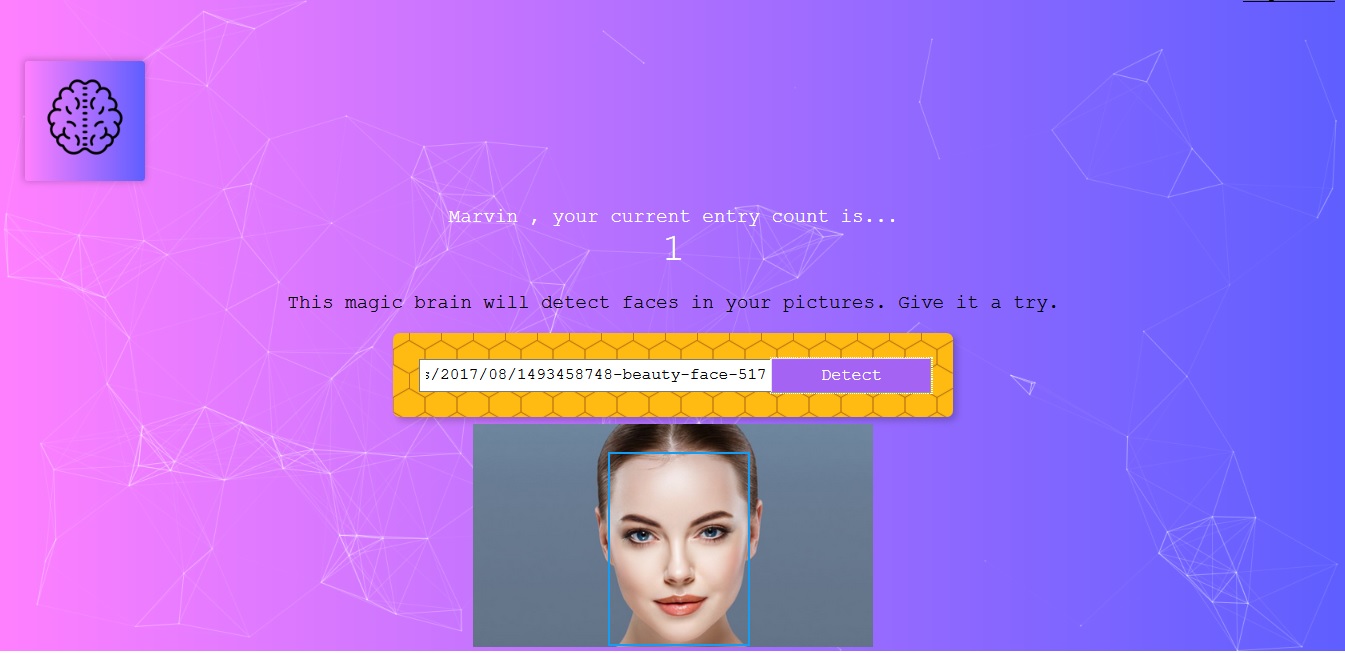 Marvin , your current entry count is...
1
This magic brain will detect faces in your pictures. Give it a try.
s/2017/08/1493458748-beauty-face-517 Detect